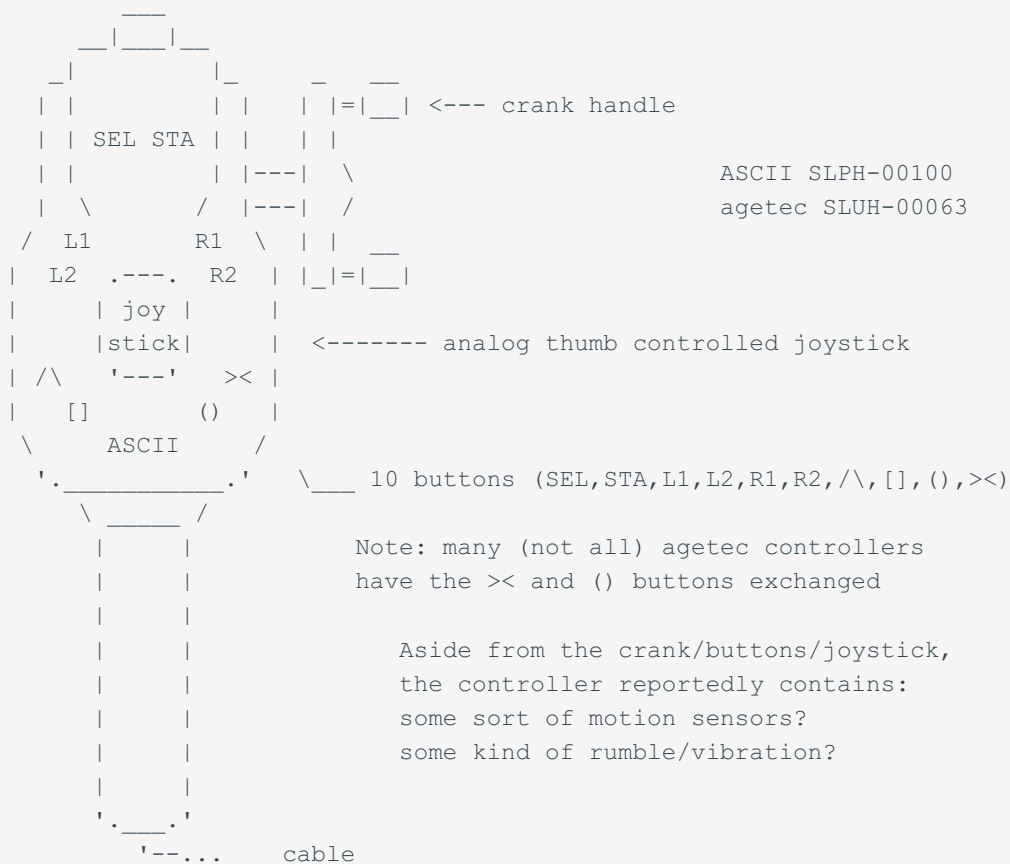 <--- crank handle
SEL STA
ASCII SLPH-00100
agetec SLUH-00063
L1 R1
L2 .---. R2
joy
stick <------- analog thumb controlled joystick
/\ '---' ><
[] ()
ASCII
\___ 10 buttons (SEL,STA,L1,L2,R1,R2,/\,[],(),><)
Note: many (not all) agetec controllers
have the >< and () buttons exchanged
Aside from the crank/buttons/joystick,
the controller reportedly contains:
some sort of motion sensors?
some kind of rumble/vibration?
'--... cable